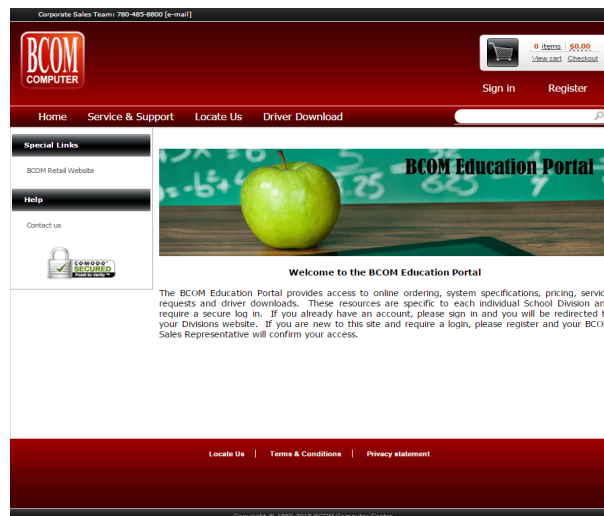 Corporate Sales Team: 780-485-8800 [e-mail]
BCOM
COMPUTER
0 items $0.00
View cart Checkout
Sign in Register
Home Service & Support Locate Us Driver Download
Special Links
BCOM Retail Website
Help
Contact us
COMODO
SECURED
Point to Verify
BCOM Education Portal
Welcome to the BCOM Education Portal
The BCOM Education Portal provides access to online ordering, system specifications, pricing, servic
requests and driver downloads. These resources are specific to each individual School Division an
require a secure log in. If you already have an account, please sign in and you will be redirected t
your Divisions website. If you are new to this site and require a login, please register and your BCO
Sales Representative will confirm your access.
Locate Us | Terms & Conditions | Privacy statement